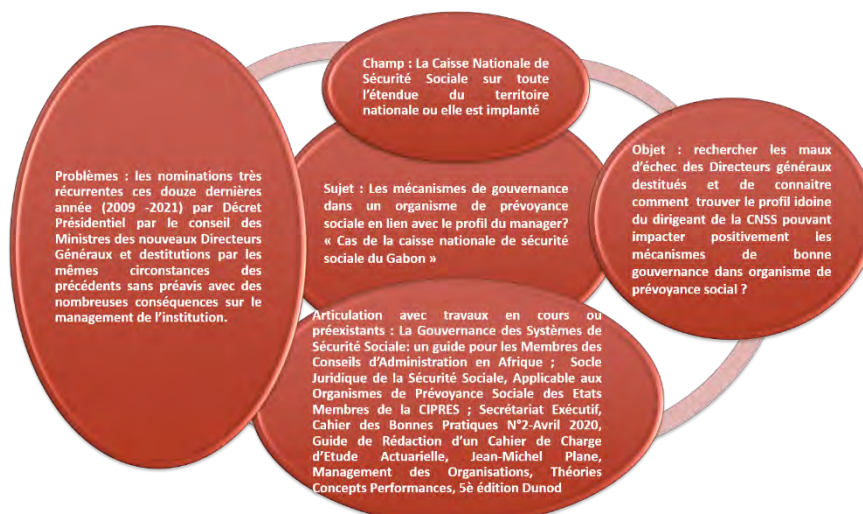 Champ : La Caisse Nationale de
Sécurité Sociale sur toute
l'étendue du territoire
nationale ou elle est implanté
Problèmes : les nominations très
récurrentes ces douze dernières
année (2009 -2021) par Décret
Présidentiel par le conseil des
Ministres des nouveaux Directeurs
Généraux et destitutions par les
mêmes circonstances des
précédents sans préavis avec des
nombreuses conséquences sur le
management de l'institution.
Sujet : Les mécanismes de gouvernance
dans un organisme de prévoyance
sociale en lien avec le profil du manager?
« Cas de la caisse nationale de sécurité
sociale du Gabon »
Objet : rechercher les maux
d'échec des Directeurs généraux
destitués et de connaitre
comment trouver le profil idoine
du dirigeant de la CNSS pouvant
impacter positivement les
mécanismes de bonne
gouvernance dans organisme de
prévoyance social ?
Articulation avec travaux en cours ou
préexistants : La Gouvernance des Systèmes de
Sécurité Sociale: un guide pour les Membres des
Conseils d'Administration en Afrique ; Socle
Juridique de la Sécurité Sociale, Applicable aux
Organismes de Prévoyance Sociale des Etats
Membres de la CIPRES ; Secrétariat Exécutif,
Cahier des Bonnes Pratiques N°2-Avril 2020,
Guide de Rédaction d'un Cahier de Charge
d'Etude Actuarielle, Jean-Michel Plane,
Management des Organisations, Théories
Concepts Performances, 5è édition Dunod